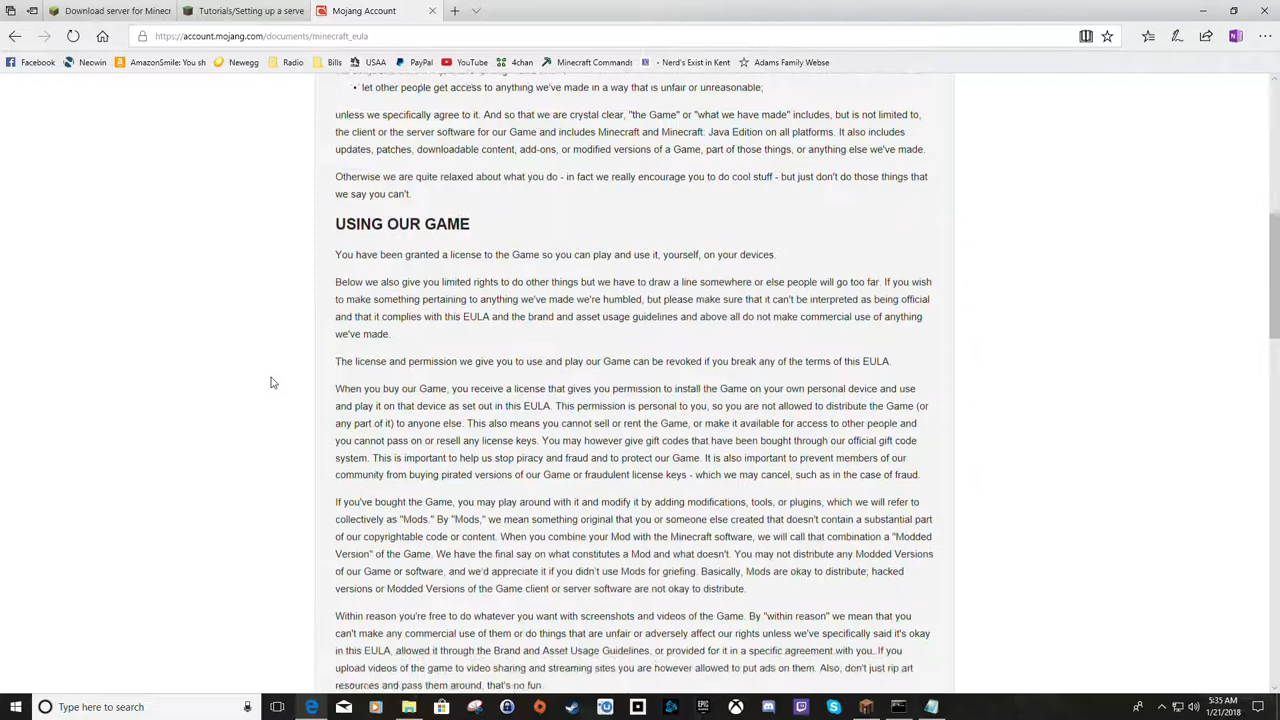 Download server for Minecr
Tutorials/Setting up a serve
Mojang Account
https://account.mojang.com/documents/minecraft_eula
Facebook
Neowin
AmazonSmile: You sh
Newegg
Radio
Bills
USAA
PayPal
YouTube
4chan
Minecraft Commands
- Nerd's Exist in Kent
Adams Family Webse
• let other people get access to anything we've made in a way that is unfair or unreasonable;
unless we specifically agree to it. And so that we are crystal clear, "the Game" or "what we have made" includes, but is not limited to,
the client or the server software for our Game and includes Minecraft and Minecraft: Java Edition on all platforms. It also includes
updates, patches, downloadable content, add-ons, or modified versions of a Game, part of those things, or anything else we've made.
Otherwise we are quite relaxed about what you do - in fact we really encourage you to do cool stuff - but just don't do those things that
we say you can't.
USING OUR GAME
You have been granted a license to the Game so you can play and use it, yourself, on your devices.
Below we also give you limited rights to do other things but we have to draw a line somewhere or else people will go too far. If you wish
to make something pertaining to anything we've made we're humbled, but please make sure that it can't be interpreted as being official
and that it complies with this EULA and the brand and asset usage guidelines and above all do not make commercial use of anything
we've made.
The license and permission we give you to use and play our Game can be revoked if you break any of the terms of this EULA.
When you buy our Game, you receive a license that gives you permission to install the Game on your own personal device and use
and play it on that device as set out in this EULA. This permission is personal to you, so you are not allowed to distribute the Game (or
any part of it) to anyone else. This also means you cannot sell or rent the Game, or make it available for access to other people and
you cannot pass on or resell any license keys. You may however give gift codes that have been bought through our official gift code
system. This is important to help us stop piracy and fraud and to protect our Game. It is also important to prevent members of our
community from buying pirated versions of our Game or fraudulent license keys - which we may cancel, such as in the case of fraud.
If you've bought the Game, you may play around with it and modify it by adding modifications, tools, or plugins, which we will refer to
collectively as "Mods." By "Mods," we mean something original that you or someone else created that doesn't contain a substantial part
of our copyrightable code or content. When you combine your Mod with the Minecraft software, we will call that combination a "Modded
Version" of the Game. We have the final say on what constitutes a Mod and what doesn't. You may not distribute any Modded Versions
of our Game or software, and we'd appreciate it if you didn't use Mods for griefing. Basically, Mods are okay to distribute; hacked
versions or Modded Versions of the Game client or server software are not okay to distribute.
Within reason you're free to do whatever you want with screenshots and videos of the Game. By "within reason" we mean that you
can't make any commercial use of them or do things that are unfair or adversely affect our rights unless we've specifically said it's okay
in this EULA, allowed it through the Brand and Asset Usage Guidelines, or provided for it in a specific agreement with you. If you
upload videos of the game to video sharing and streaming sites you are however allowed to put ads on them. Also, don't just rip art
resources and pass them around, that's no fun.
Type here to search
5:35 AM
1/21/2018